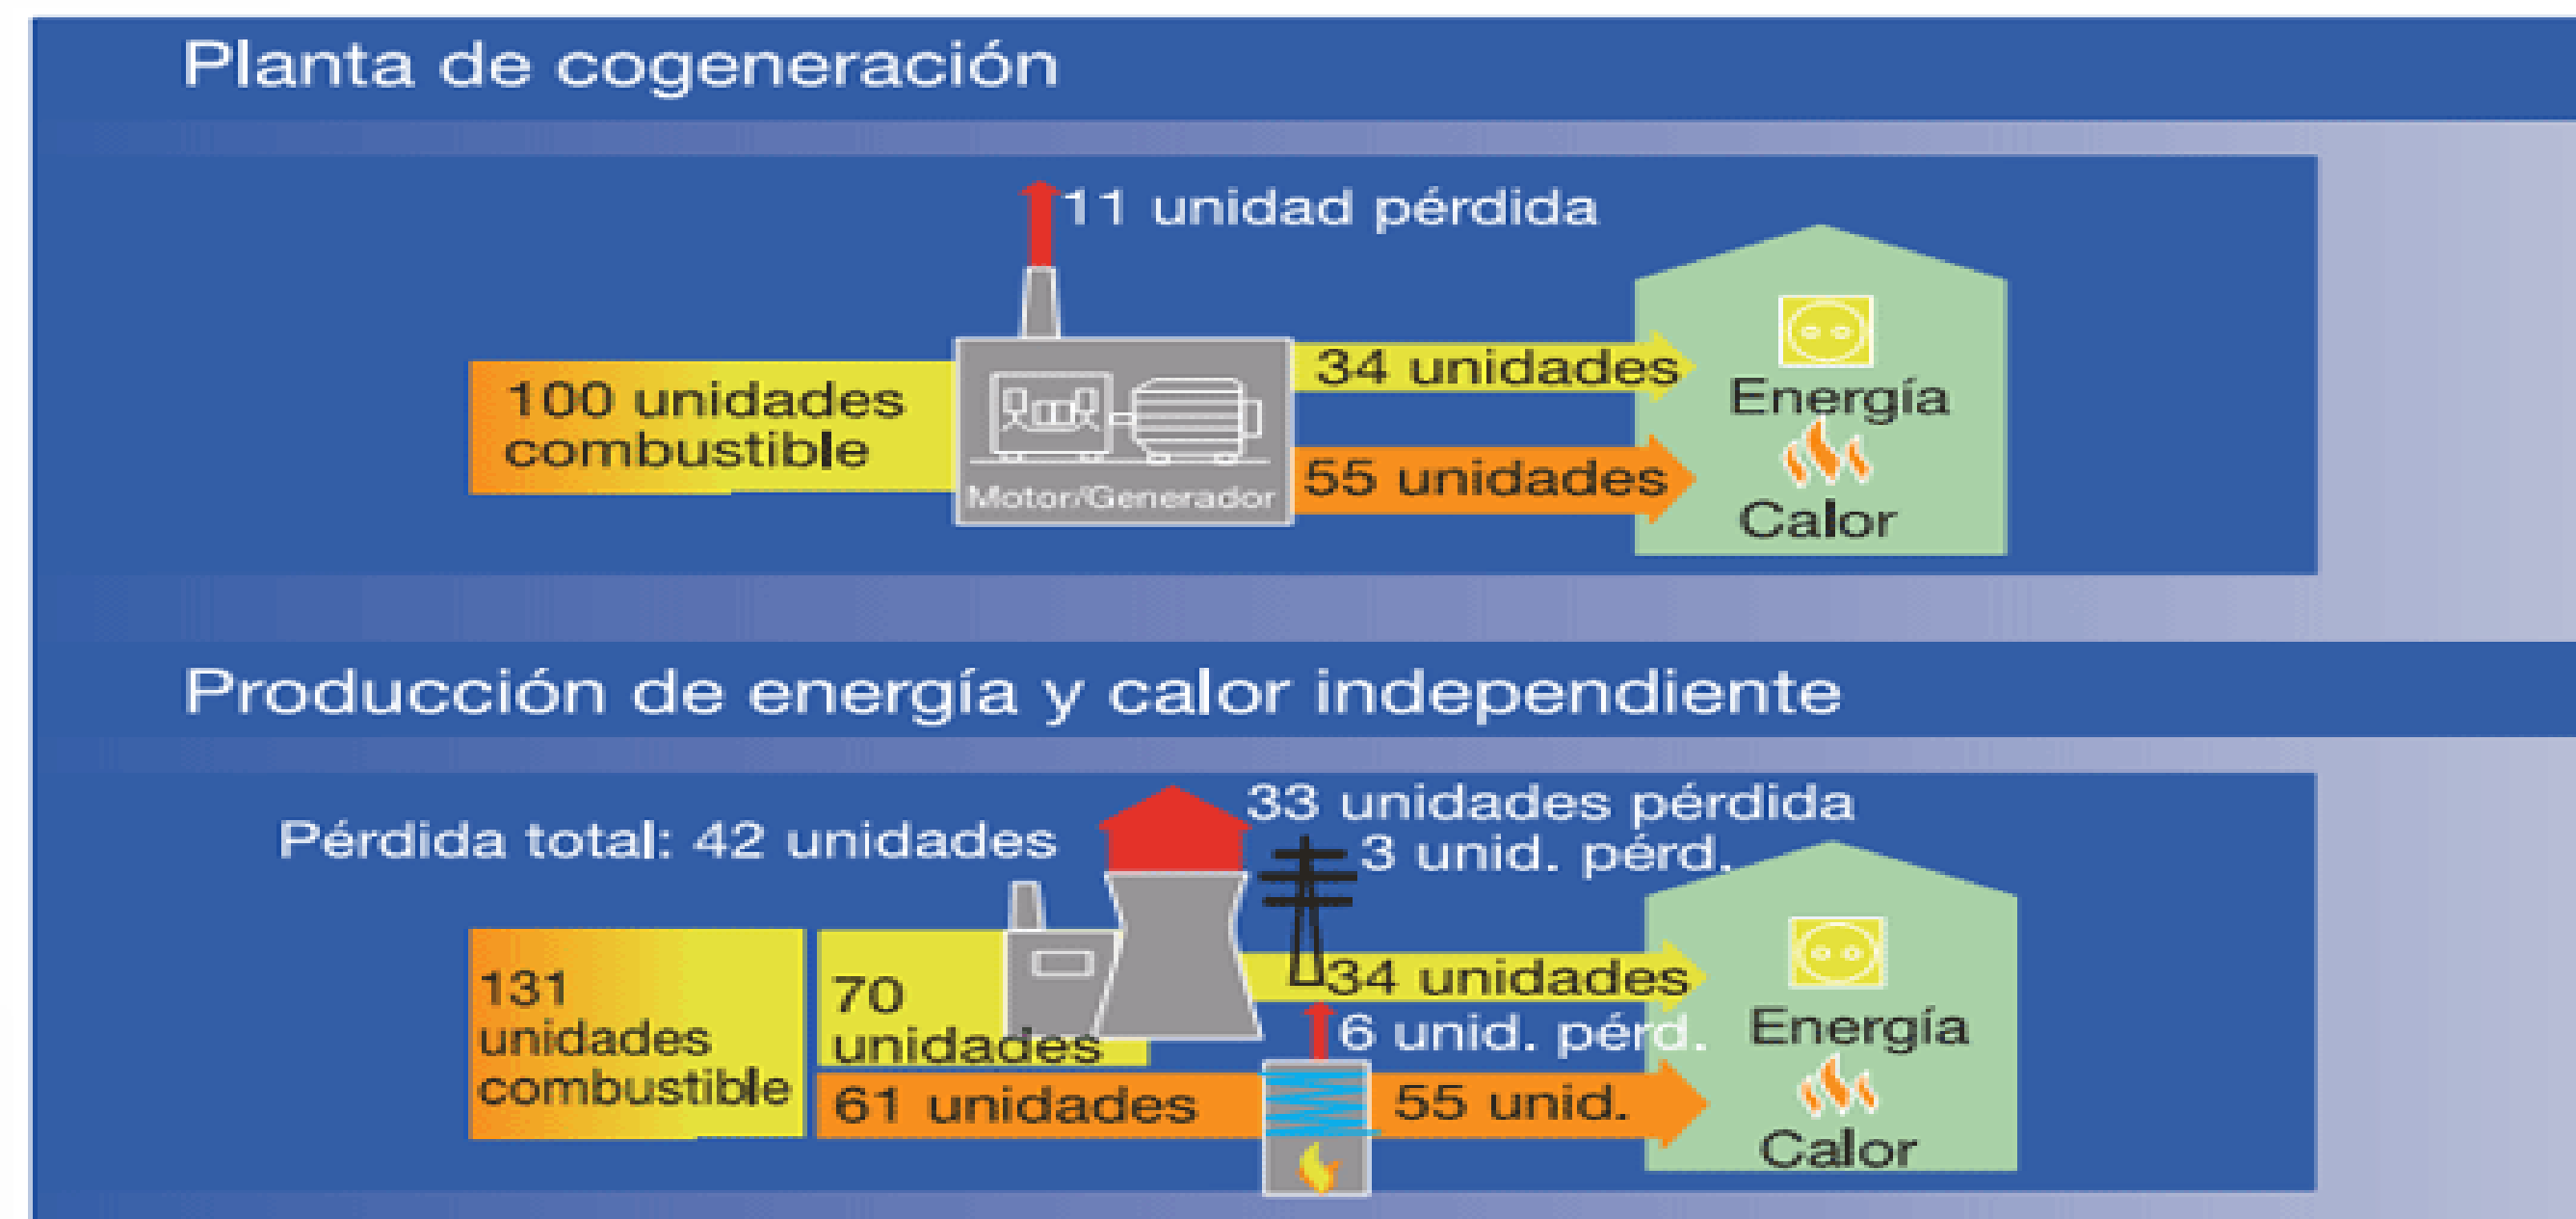 Planta de cogeneración
11 unidad pérdida
100 unidades
combustible
Motor/Generador
34 unidades
55 unidades
Energía
Calor
Producción de energía y calor independiente
Pérdida total: 42 unidades
33 unidades pérdida
3 unid. pérd.
131
unidades
combustible
70
unidades
61 unidades
34 unidades
6 unid. pérd.
55 unid.
Energía
Calor